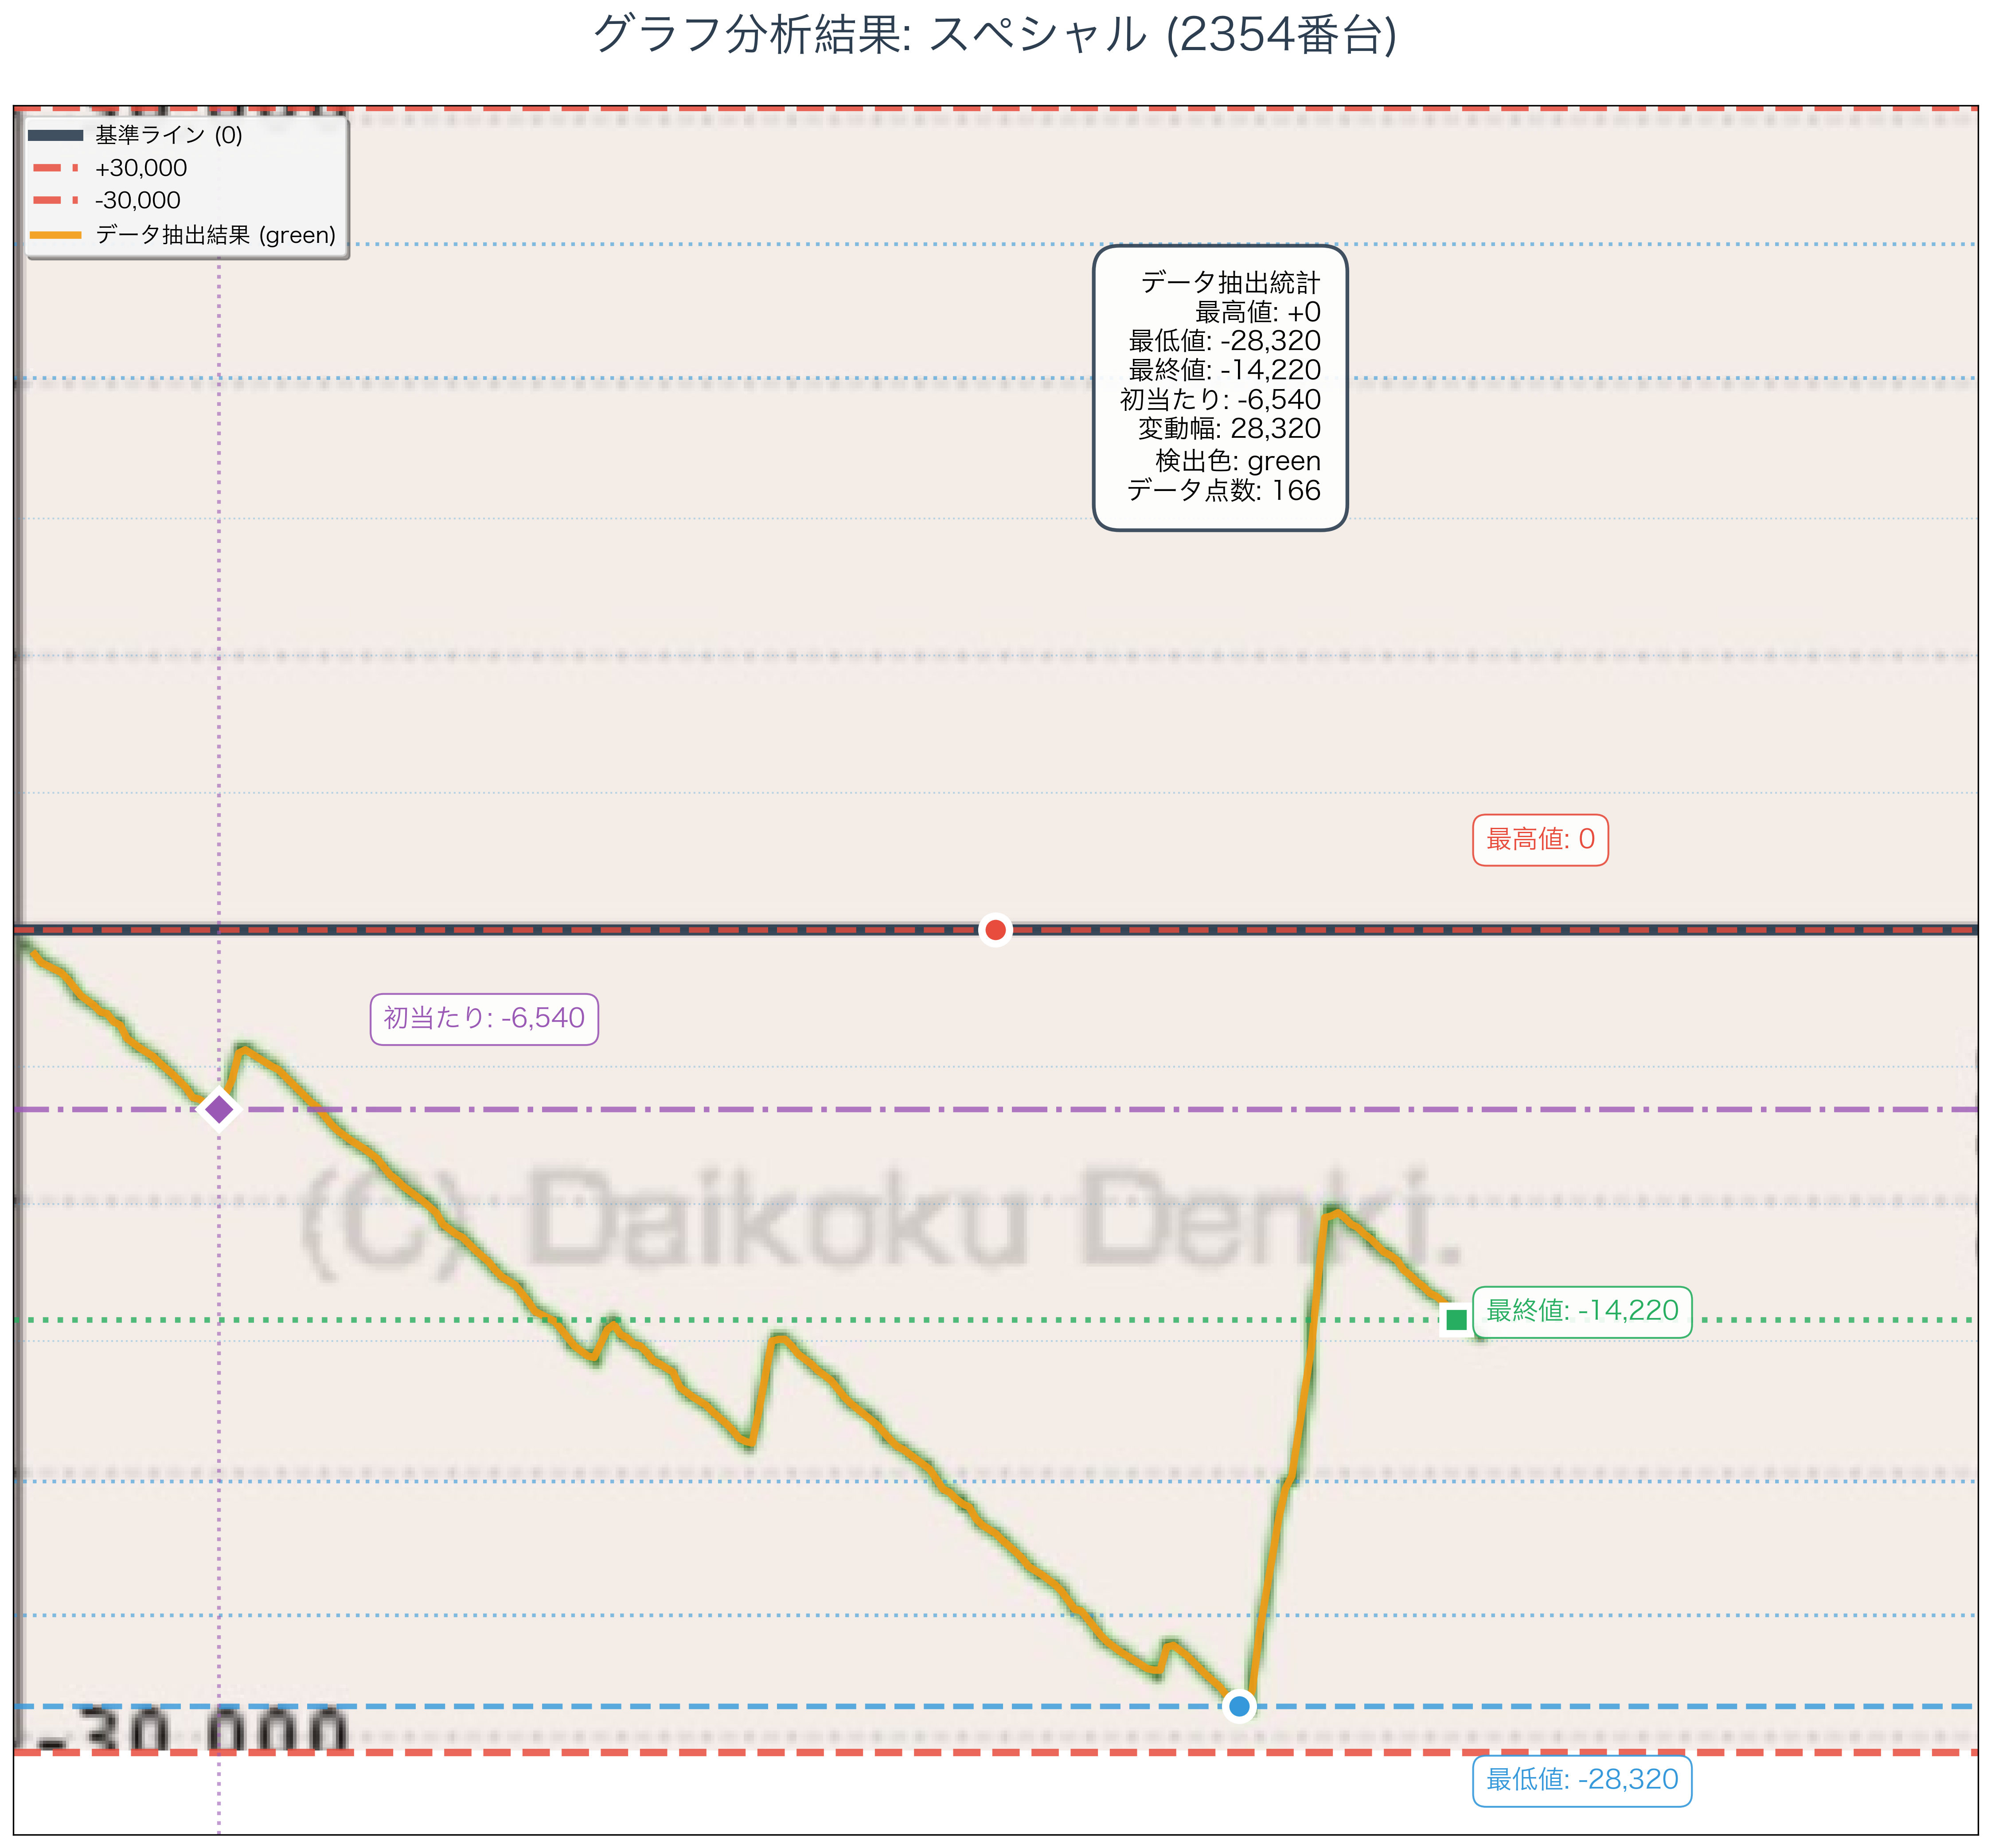 グラフ分析結果: スペシャル (2354番台)
基準ライン (0)
+30,000
-30,000
データ抽出結果 (green)
データ抽出統計
最高値: +0
最低値: -28,320
最終値: -14,220
初当たり: -6,540
変動幅: 28,320
検出色: green
データ点数: 166
最高値: 0
初当たり: -6,540
(C) Daikoku Denki.
最終値: -14,220
-30,000
最低値: -28,320